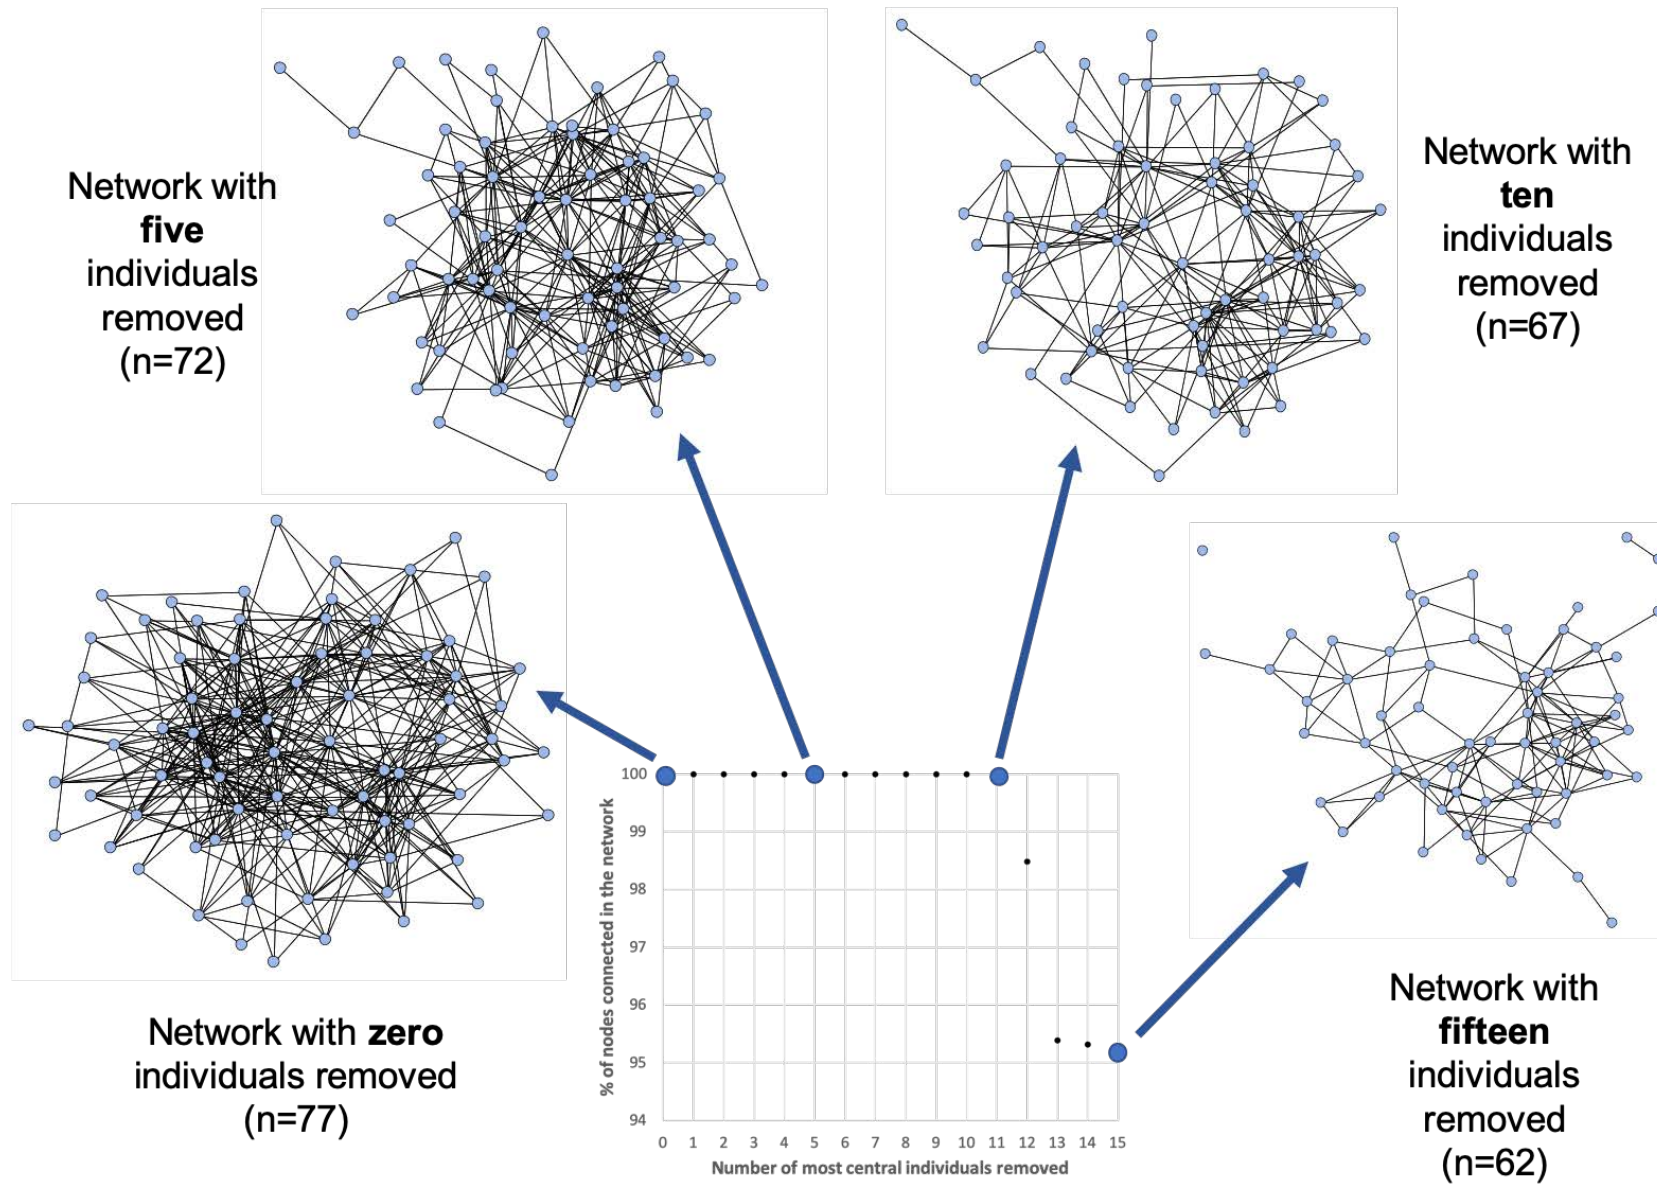 Network with
five
individuals
removed
(n=72)
Network with
ten
individuals
removed
(n=67)
Network with zero
individuals removed
(n=77)
Network with
fifteen
individuals
removed
(n=62)
% of nodes connected in the network
100
99
98
97
96
95
94
0 1 2 3 4 5 6 7 8 9 10 11 12 13 14 15
Number of most central individuals removed